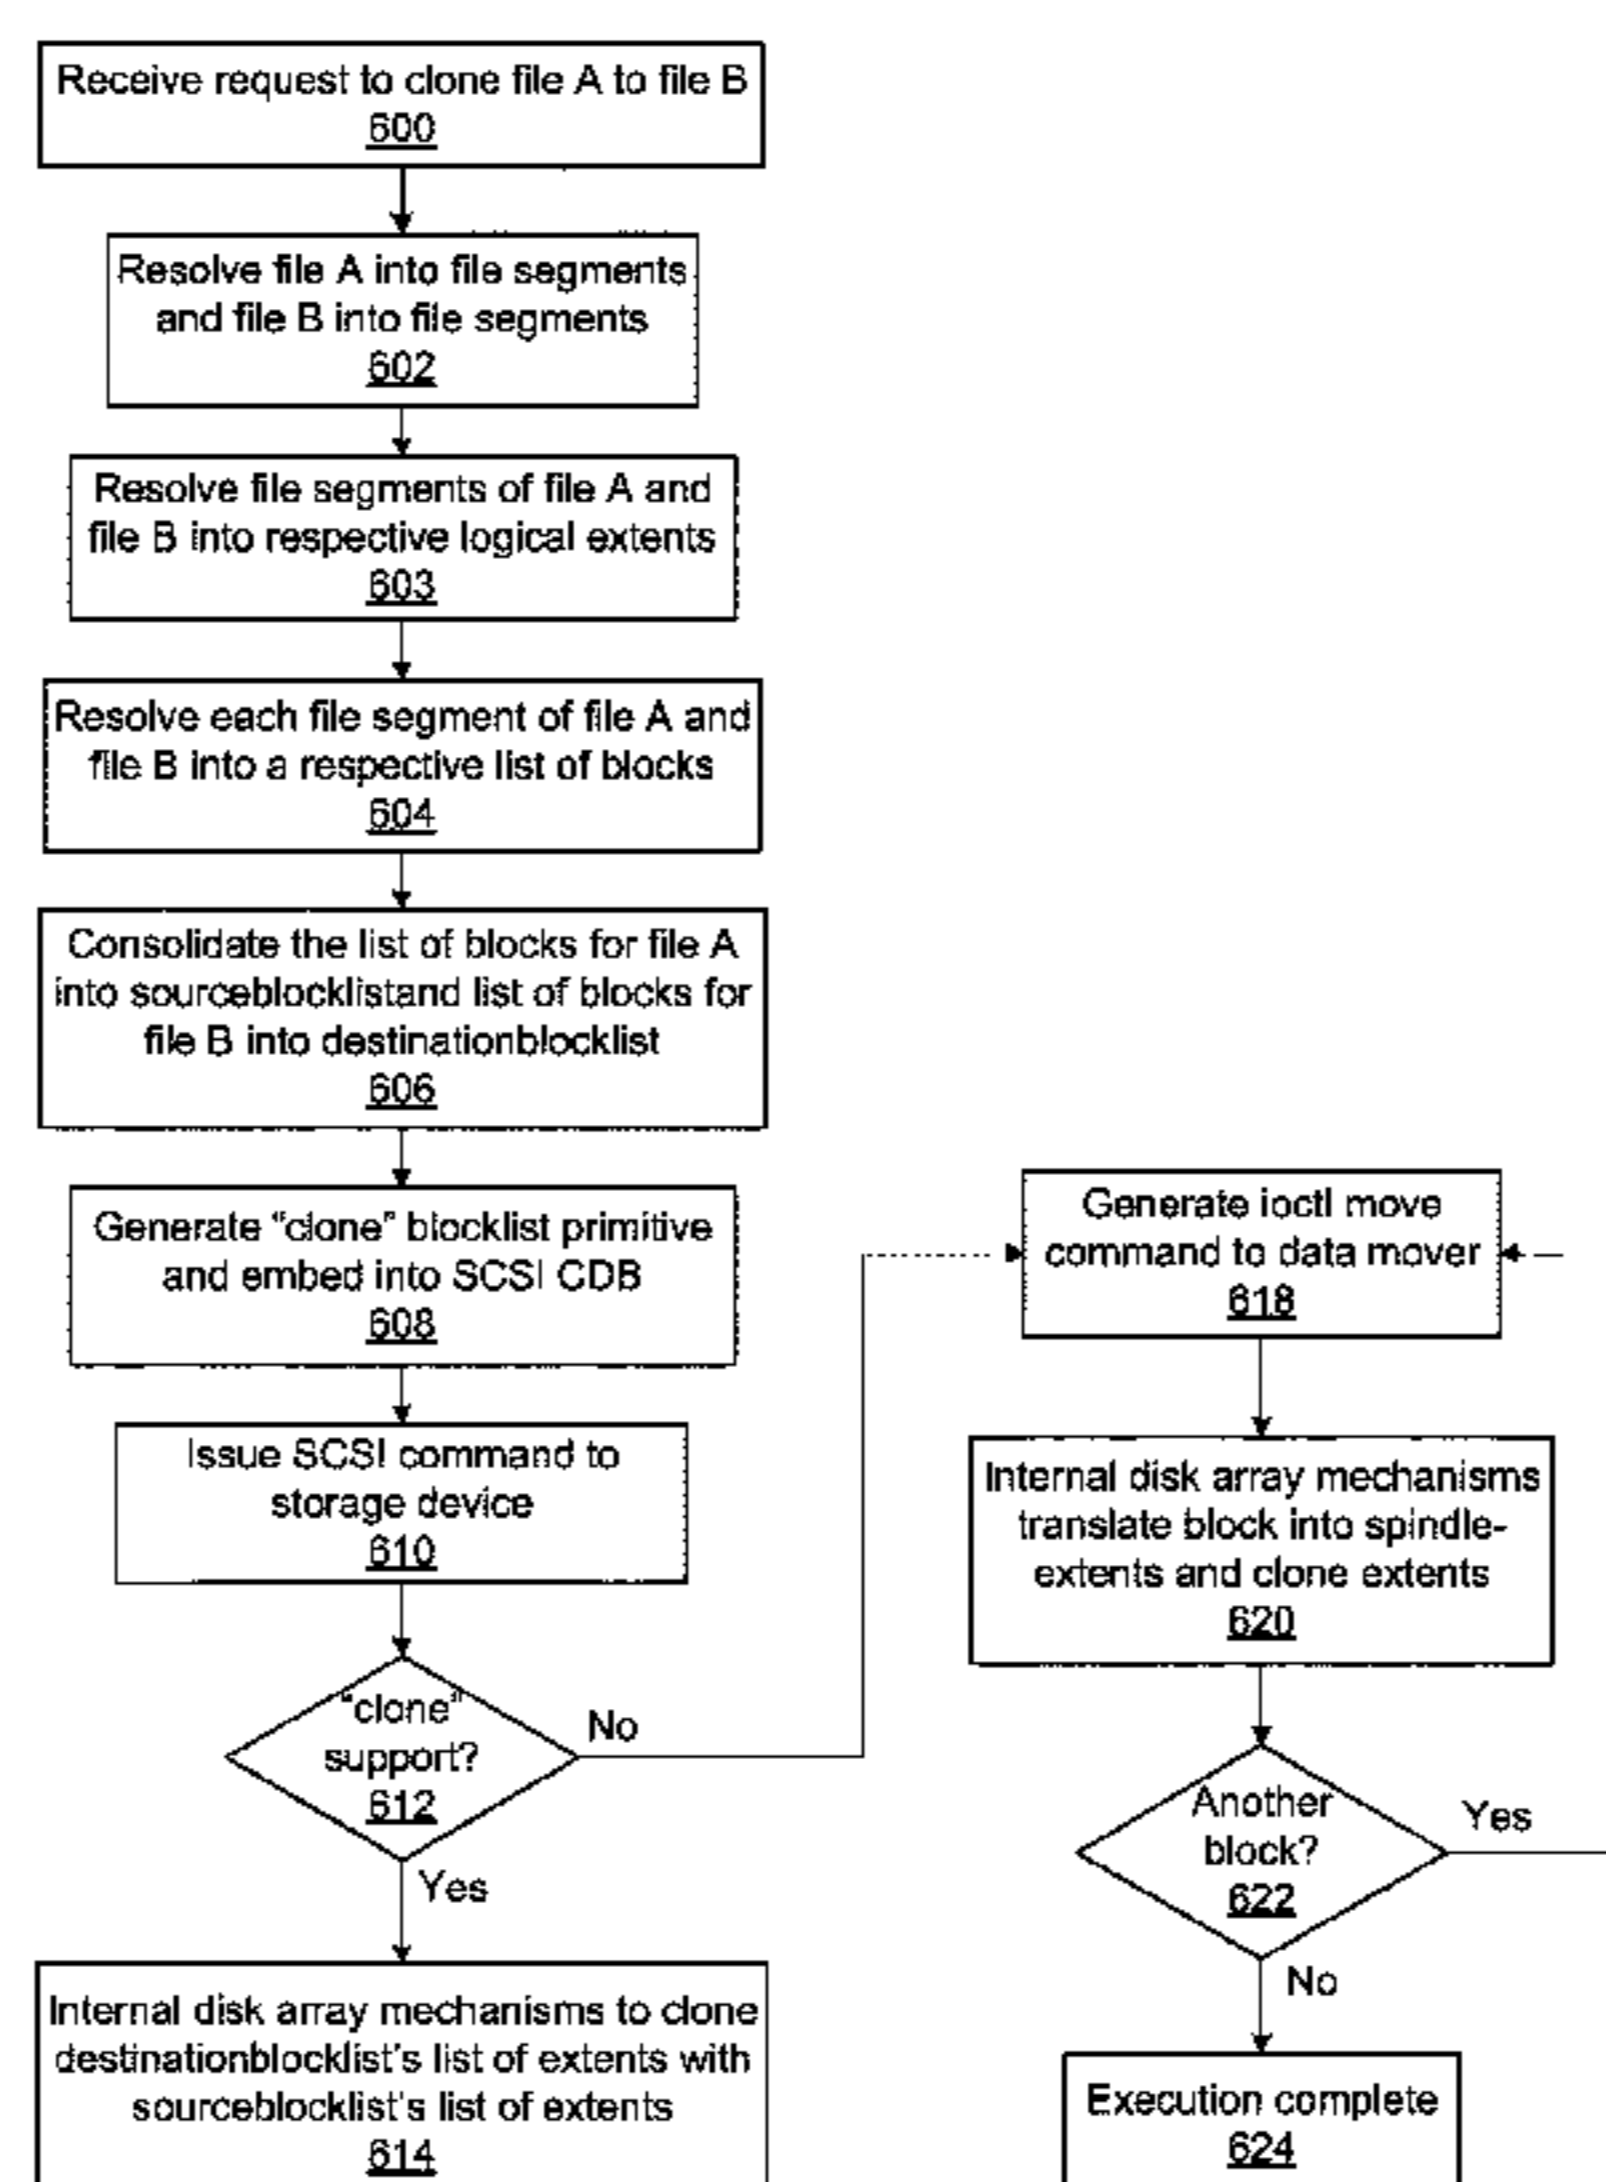 Receive request to clone file A to file B
600
Resolve file A into file segments
and file B into file segments
602
Resolve file segments of file A and
file B into respective logical extents
603
Resolve each file segment of file A and
file B into a respective list of blocks
604
Consolidate the list of blocks for file A
into sourceblocklistand list of blocks for
file B into destinationblocklist
606
Generate “clone” blocklist primitive
and embed into SCSI CDB
608
Issue SCSI command to
storage device
610
“clone”
support?
612
No
Yes
Internal disk array mechanisms to clone
destinationblocklist's list of extents with
sourceblocklist's list of extents
614
Generate ioctl move
command to data mover
618
Internal disk array mechanisms
translate block into spindle-
extents and clone extents
620
Another
block?
622
Yes
No
Execution complete
624